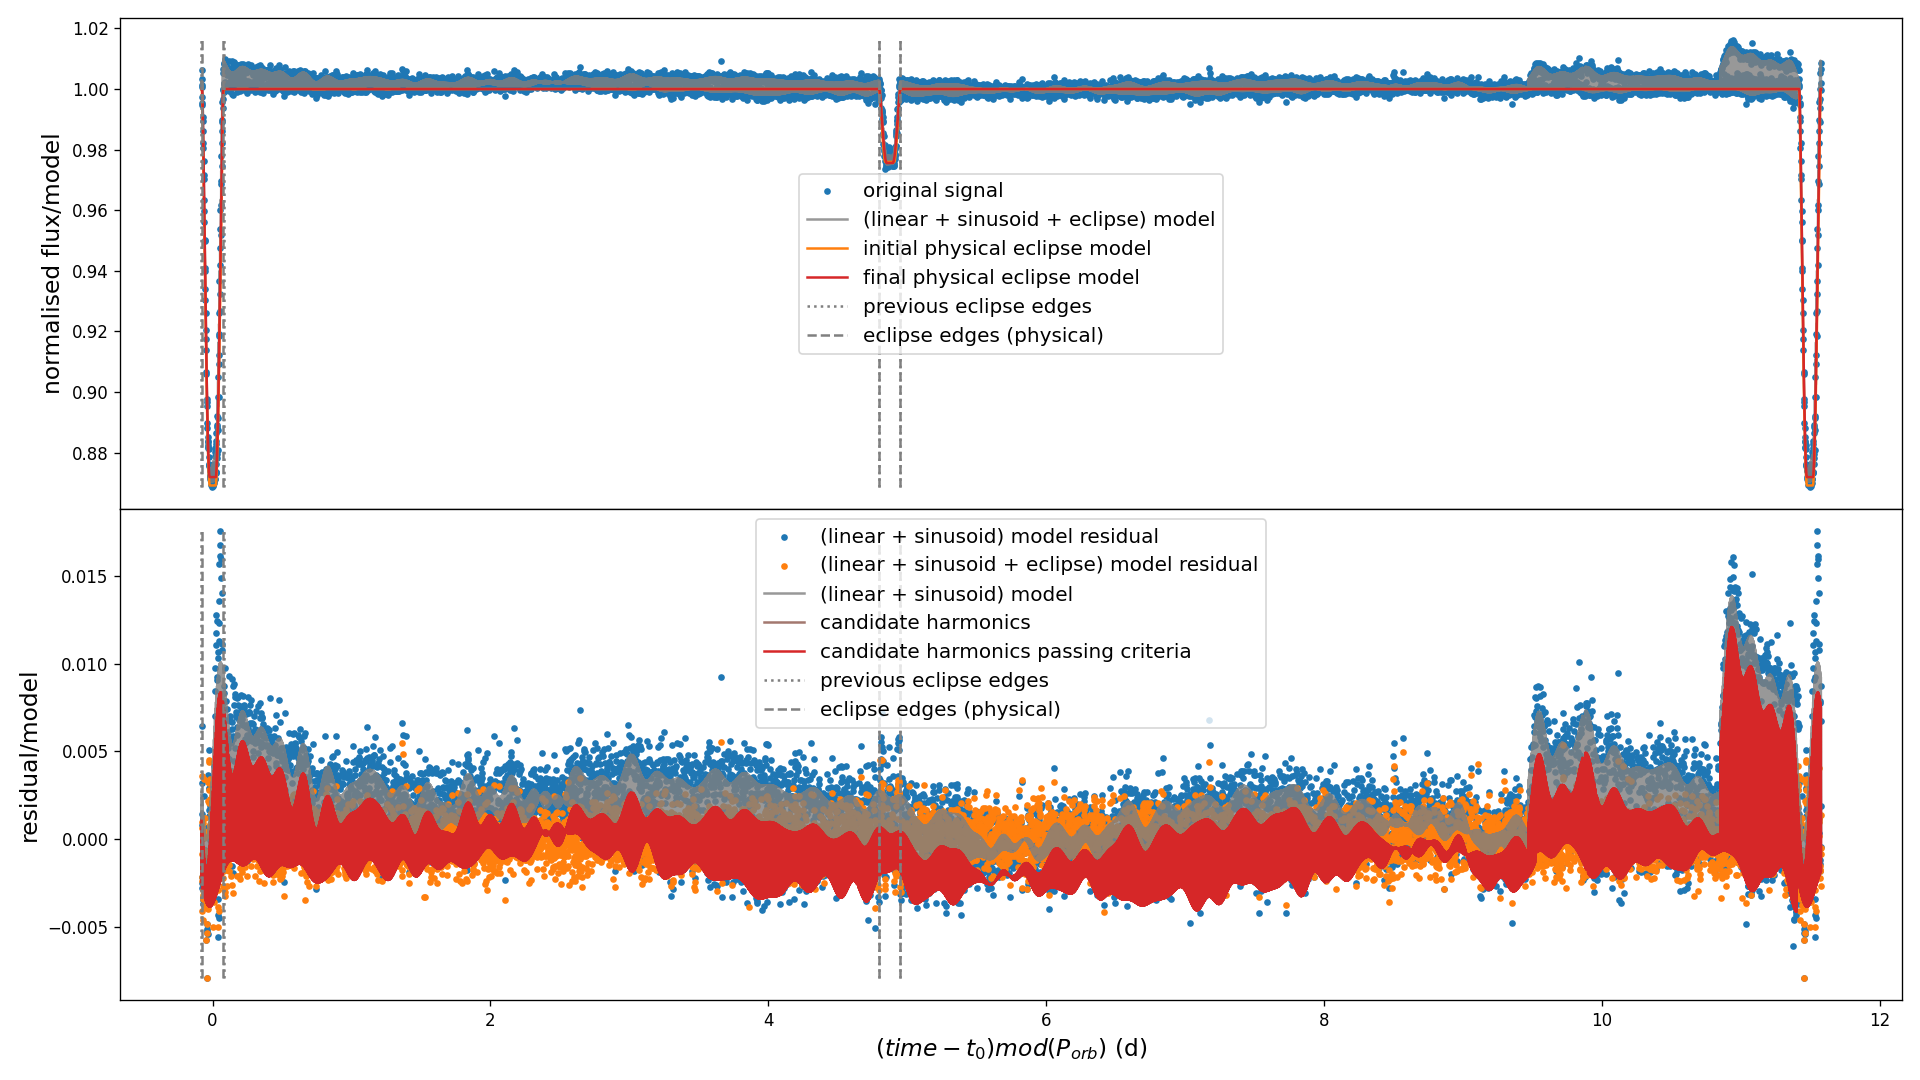 1.02
1.00
0.98
0.96
0.94
0.92
0.90
0.88
normalised flux/model
original signal
(linear + sinusoid + eclipse) model
initial physical eclipse model
final physical eclipse model
previous eclipse edges
eclipse edges (physical)
0.015
0.010
0.005
0.000
−0.005
residual/model
(linear + sinusoid) model residual
(linear + sinusoid + eclipse) model residual
(linear + sinusoid) model
candidate harmonics
candidate harmonics passing criteria
previous eclipse edges
eclipse edges (physical)
0 2 4 6 8 10 12
(time − t₀)mod(Pₒᵣb) (d)